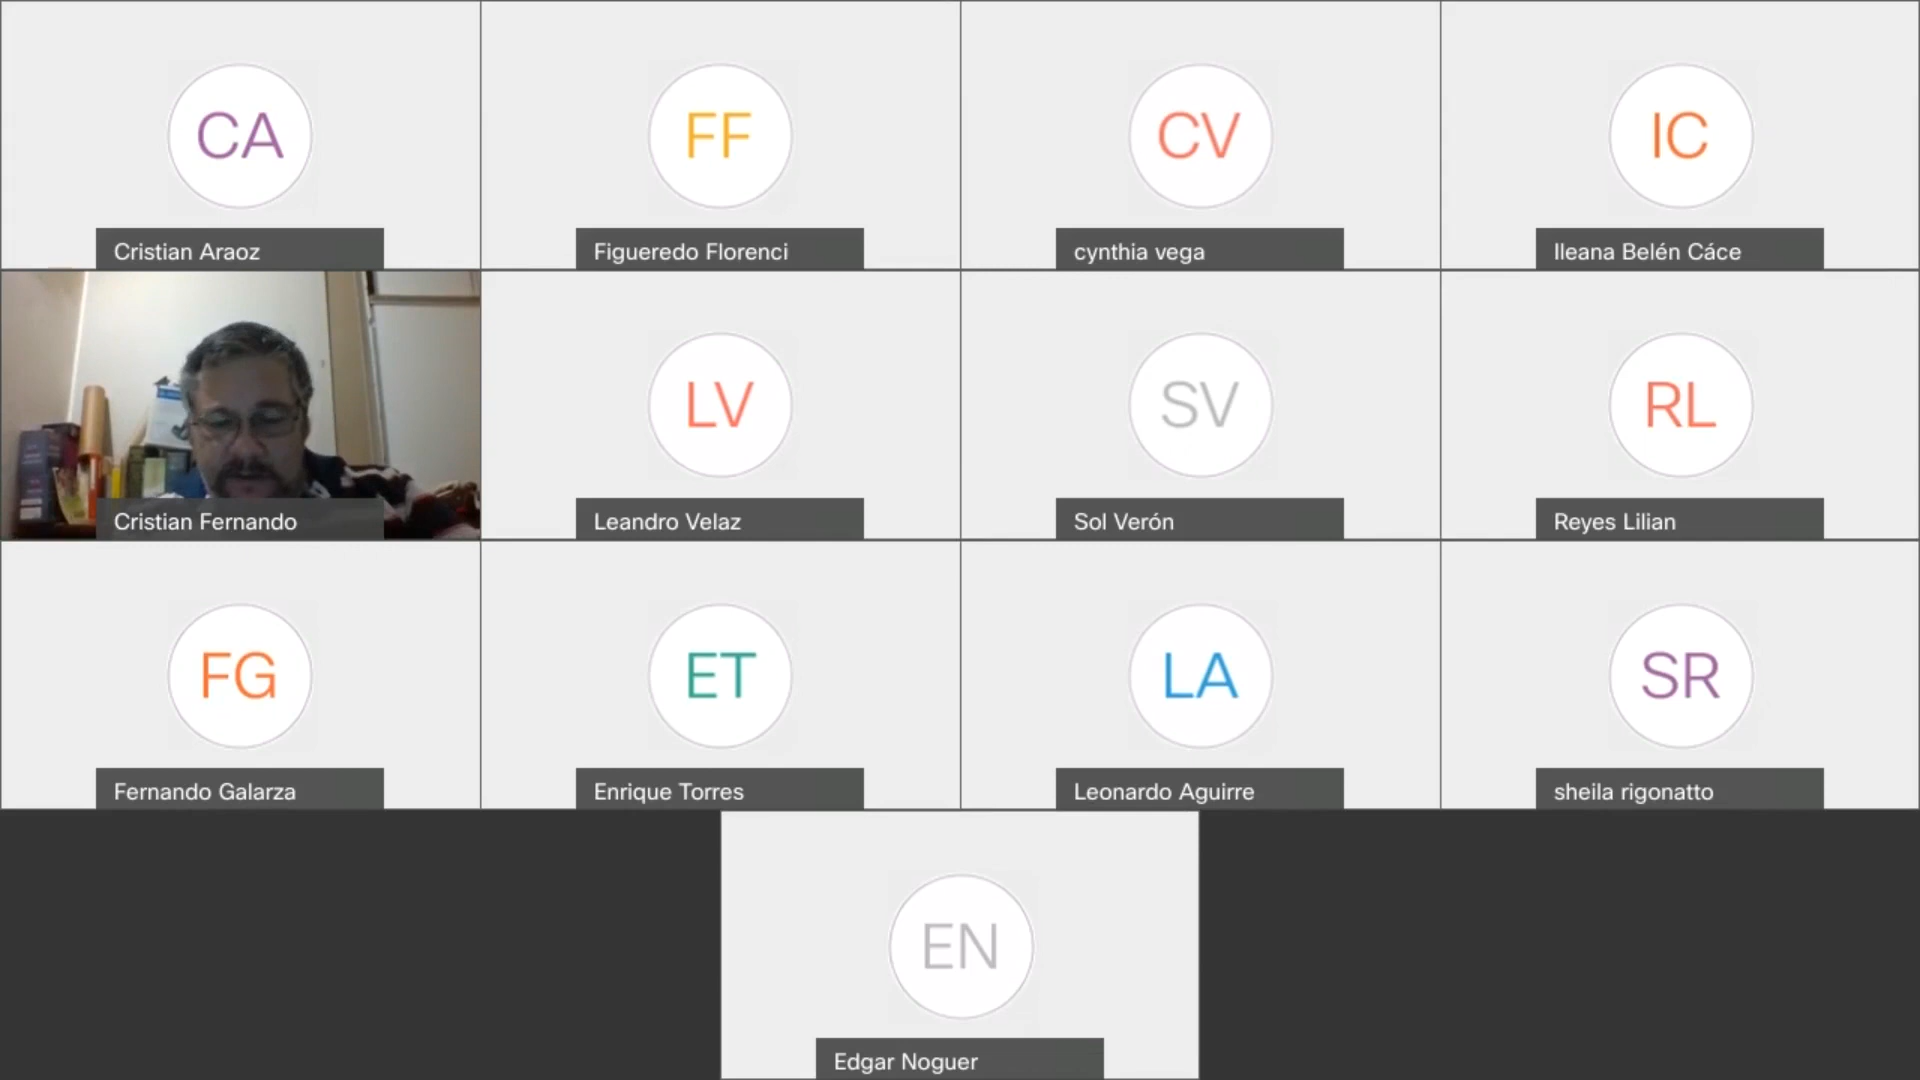 CA
Cristian Araoz
FF
Figueredo Florenci
CV
cynthia vega
IC
Ileana Belén Cáce
Cristian Fernando
LV
Leandro Velaz
SV
Sol Verón
RL
Reyes Lilian
FG
Fernando Galarza
ET
Enrique Torres
LA
Leonardo Aguirre
SR
sheila rigonatto
EN
Edgar Noguer